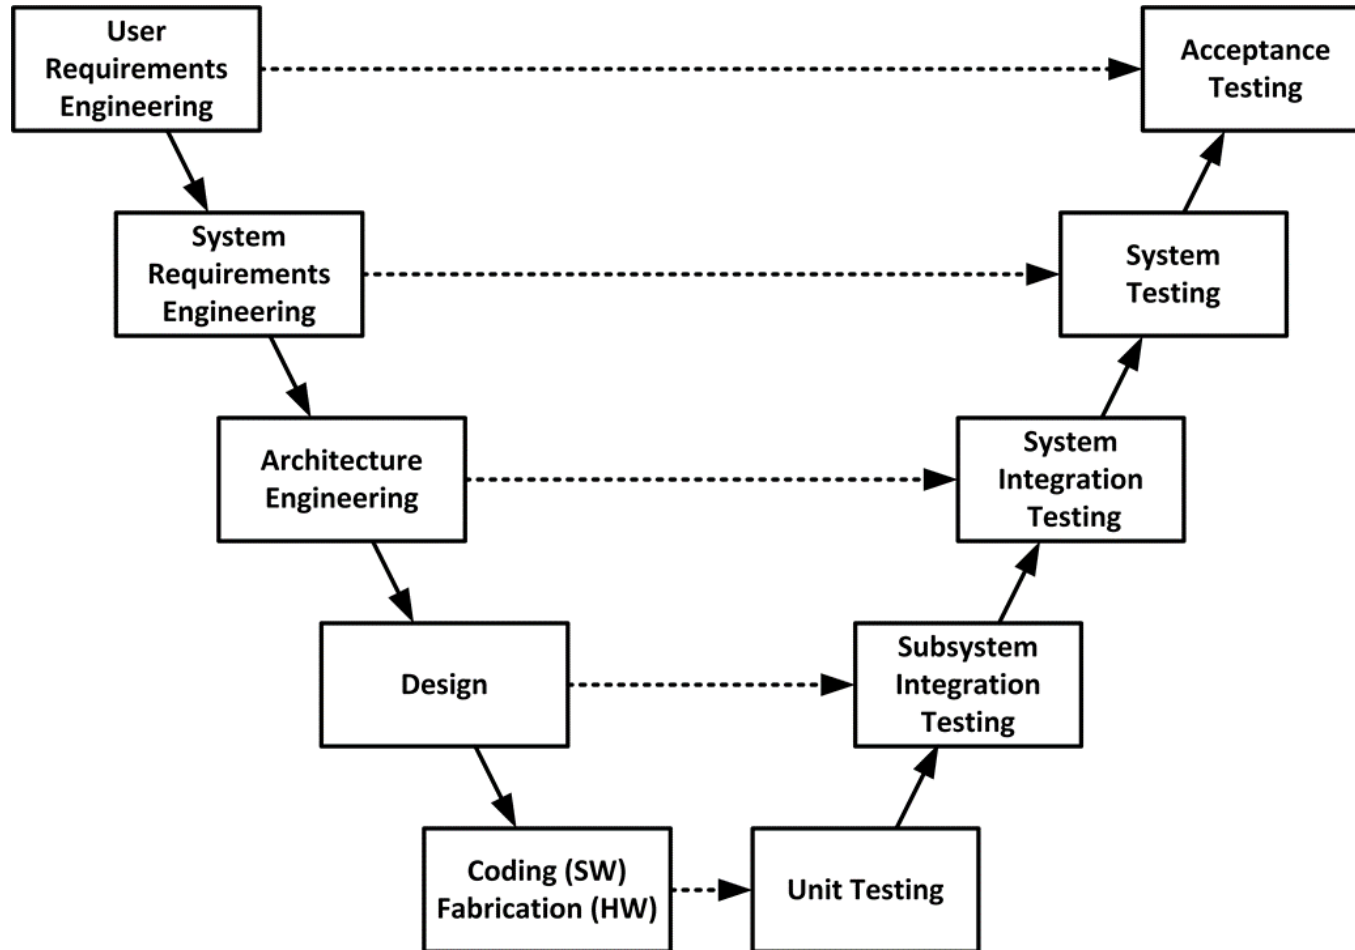 User
Requirements
Engineering
Acceptance
Testing
System
Requirements
Engineering
System
Testing
Architecture
Engineering
System
Integration
Testing
Design
Subsystem
Integration
Testing
Coding (SW)
Fabrication (HW)
Unit Testing